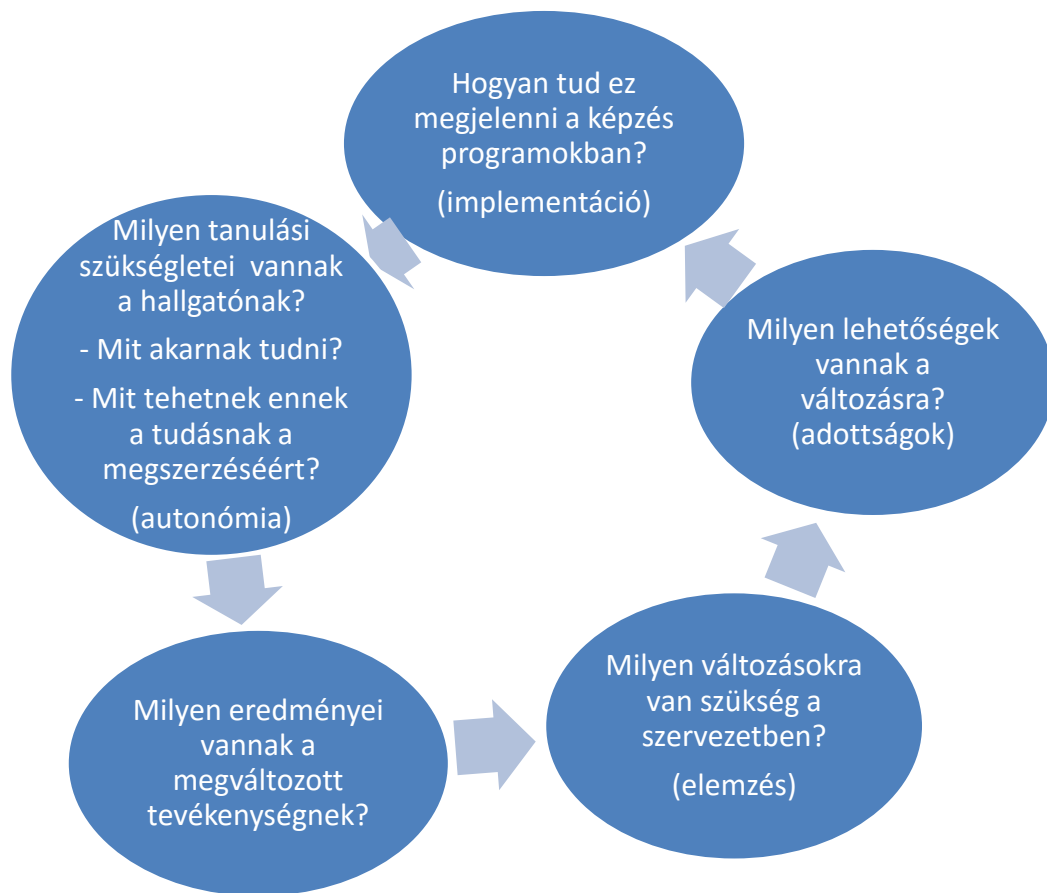 Hogyan tud ez
megjelenni a képzés
programokban?
(implementáció)
Milyen tanulási
szükségletei vannak
a hallgatónak?
- Mit akarnak tudni?
- Mit tehetnek ennek
a tudásnak a
megszerzéséért?
(autonómia)
Milyen lehetőségek
vannak a
változásra?
(adottságok)
Milyen eredményei
vannak a
megváltozott
tevékenységnek?
Milyen változásokra
van szükség a
szervezetben?
(elemzés)